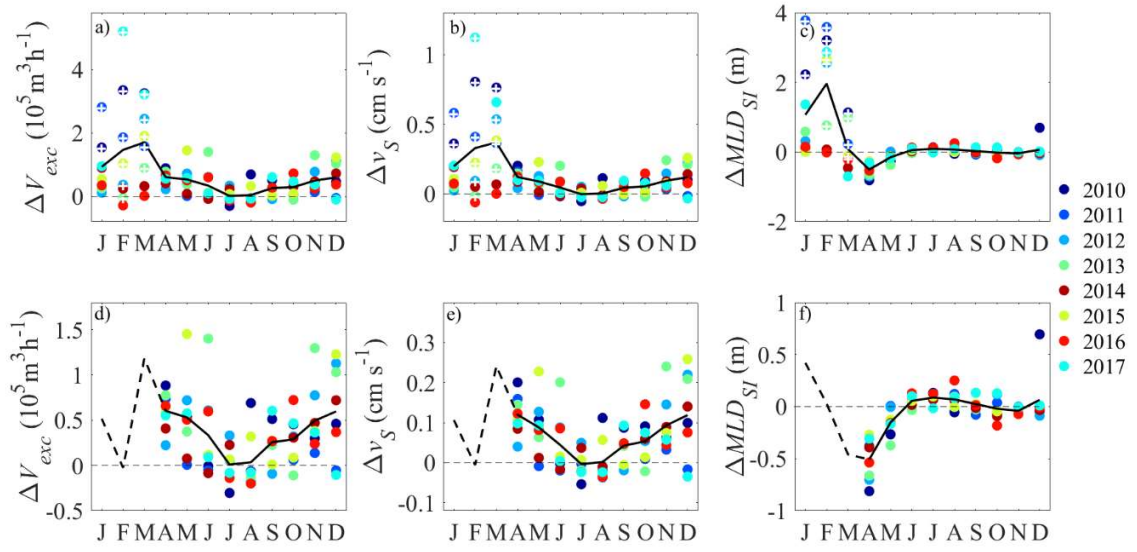 a)
ΔV_exc (10^5 m^3 h^-1)
4
2
0
J F M A M J J A S O N D
b)
Δv_S (cm s^-1)
1
0.5
0
J F M A M J J A S O N D
c)
ΔMLD_SI (m)
4
2
0
-2
J F M A M J J A S O N D
2010
2011
2012
2013
2014
2015
2016
2017
d)
ΔV_exc (10^5 m^3 h^-1)
1.5
1
0.5
0
-0.5
J F M A M J J A S O N D
e)
Δv_S (cm s^-1)
0.3
0.2
0.1
0
-0.1
J F M A M J J A S O N D
f)
ΔMLD_SI (m)
1
0.5
0
-0.5
-1
J F M A M J J A S O N D